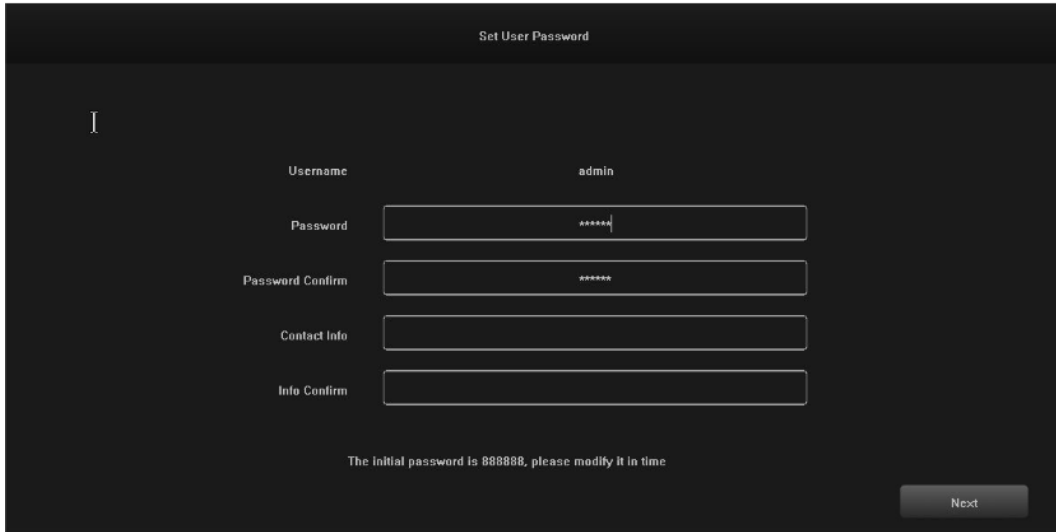 Set User Password
Username admin
Password ******
Password Confirm ******
Contact Info
Info Confirm
The initial password is 888888, please modify it in time
Next